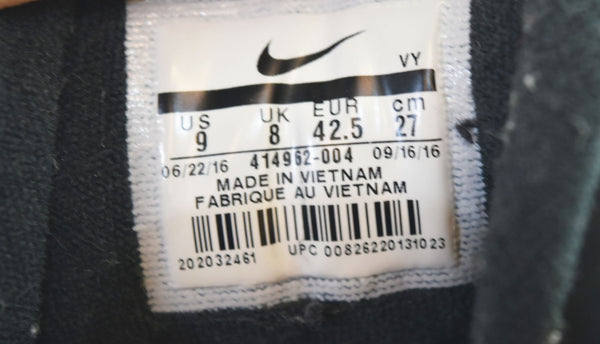 VY
US UK EUR cm
9 8 42.5 27
06/22/16 414962-004 09/16/16
MADE IN VIETNAM
FABRIQUE AU VIETNAM
202032461 UPC 00826220131023